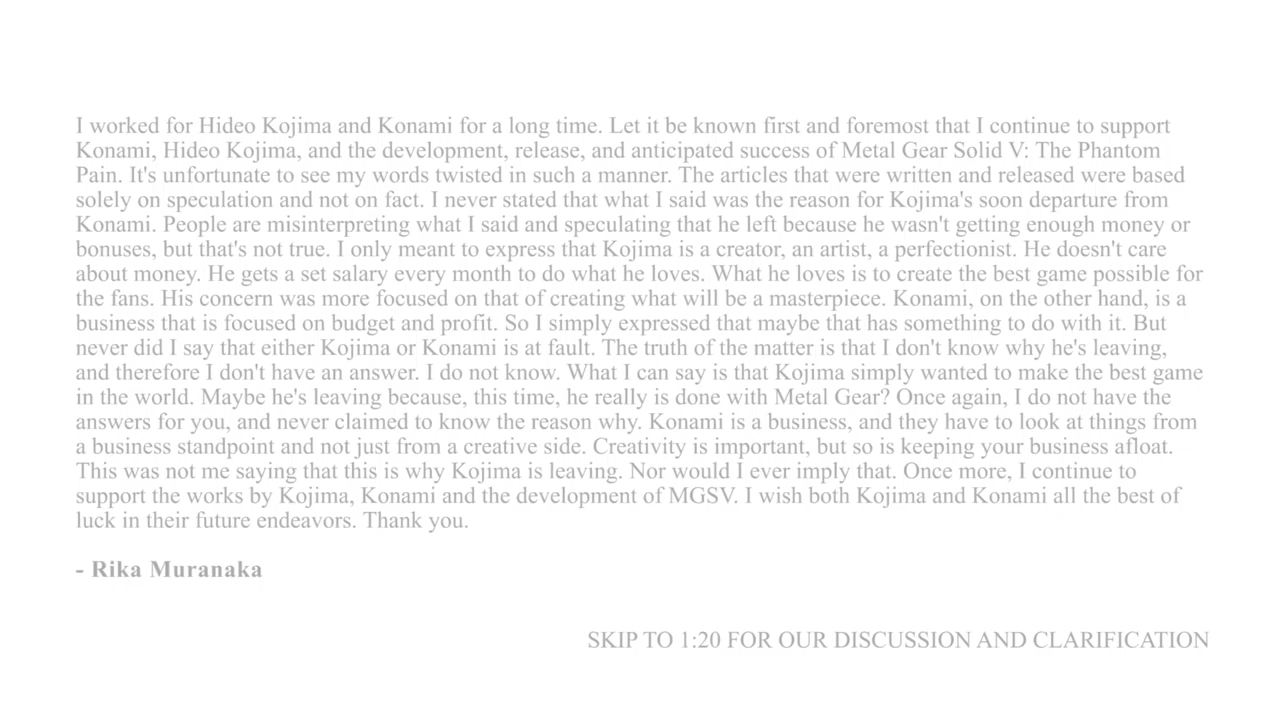 I worked for Hideo Kojima and Konami for a long time. Let it be known first and foremost that I continue to support
Konami, Hideo Kojima, and the development, release, and anticipated success of Metal Gear Solid V: The Phantom
Pain. It's unfortunate to see my words twisted in such a manner. The articles that were written and released were based
solely on speculation and not on fact. I never stated that what I said was the reason for Kojima's soon departure from
Konami. People are misinterpreting what I said and speculating that he left because he wasn't getting enough money or
bonuses, but that's not true. I only meant to express that Kojima is a creator, an artist, a perfectionist. He doesn't care
about money. He gets a set salary every month to do what he loves. What he loves is to create the best game possible for
the fans. His concern was more focused on that of creating what will be a masterpiece. Konami, on the other hand, is a
business that is focused on budget and profit. So I simply expressed that maybe that has something to do with it. But
never did I say that either Kojima or Konami is at fault. The truth of the matter is that I don't know why he's leaving,
and therefore I don't have an answer. I do not know. What I can say is that Kojima simply wanted to make the best game
in the world. Maybe he's leaving because, this time, he really is done with Metal Gear? Once again, I do not have the
answers for you, and never claimed to know the reason why. Konami is a business, and they have to look at things from
a business standpoint and not just from a creative side. Creativity is important, but so is keeping your business afloat.
This was not me saying that this is why Kojima is leaving. Nor would I ever imply that. Once more, I continue to
support the works by Kojima, Konami and the development of MGSV. I wish both Kojima and Konami all the best of
luck in their future endeavors. Thank you.
- Rika Muranaka
SKIP TO 1:20 FOR OUR DISCUSSION AND CLARIFICATION